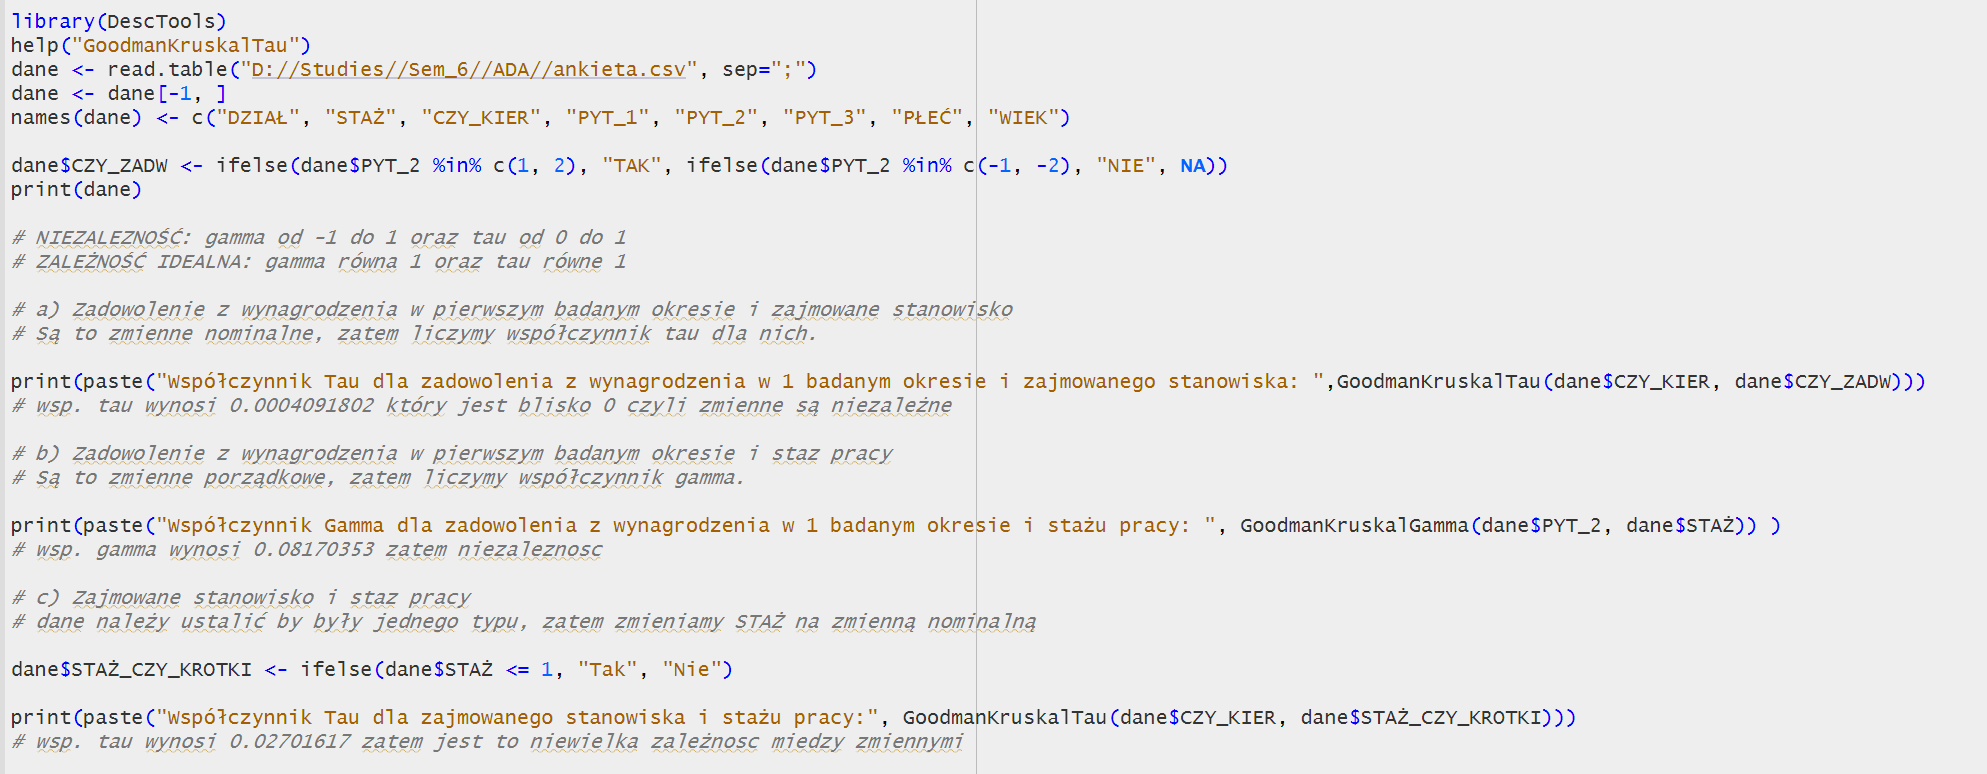 library(DescTools)
help("GoodmanKruskalTau")
dane <- read.table("D://Studies//Sem_6//ADA//ankieta.csv", sep=";")
dane <- dane[-1, ]
names(dane) <- c("DZIAŁ", "STAŻ", "CZY_KIER", "PYT_1", "PYT_2", "PYT_3", "PŁEĆ", "WIEK")
dane$CZY_ZADW <- ifelse(dane$PYT_2 %in% c(1, 2), "TAK", ifelse(dane$PYT_2 %in% c(-1, -2), "NIE", NA))
print(dane)
# NIEZALEZNOŚĆ: gamma od -1 do 1 oraz tau od 0 do 1
# ZALEŻNOŚĆ IDEALNA: gamma równa 1 oraz tau równe 1
# a) Zadowolenie z wynagrodzenia w pierwszym badanym okresie i zajmowane stanowisko
# Są to zmienne nominalne, zatem liczymy współczynnik tau dla nich.
print(paste("Współczynnik Tau dla zadowolenia z wynagrodzenia w 1 badanym okresie i zajmowanego stanowiska: ",GoodmanKruskalTau(dane$CZY_KIER, dane$CZY_ZADW)))
# wsp. tau wynosi 0.0004091802 który jest blisko 0 czyli zmienne są niezależne
# b) Zadowolenie z wynagrodzenia w pierwszym badanym okresie i staz pracy
# Są to zmienne porządkowe, zatem liczymy współczynnik gamma.
print(paste("Współczynnik Gamma dla zadowolenia z wynagrodzenia w 1 badanym okresie i stażu pracy: ", GoodmanKruskalGamma(dane$PYT_2, dane$STAŻ)) )
# wsp. gamma wynosi 0.08170353 zatem niezaleznosc
# c) Zajmowane stanowisko i staz pracy
# dane należy ustalić by były jednego typu, zatem zmieniamy STAŻ na zmienną nominalną
dane$STAŻ_CZY_KROTKI <- ifelse(dane$STAŻ <= 1, "Tak", "Nie")
print(paste("Współczynnik Tau dla zajmowanego stanowiska i stażu pracy:", GoodmanKruskalTau(dane$CZY_KIER, dane$STAŻ_CZY_KROTKI)))
# wsp. tau wynosi 0.02701617 zatem jest to niewielka zależnosc miedzy zmiennymi